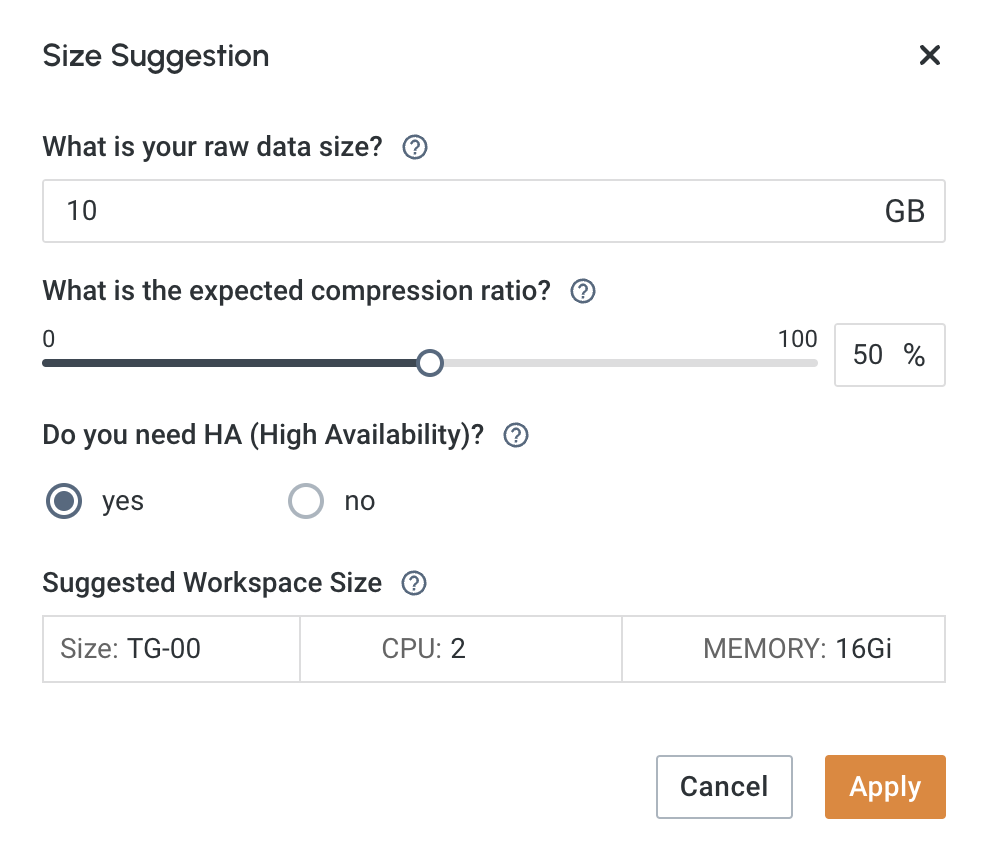 Size Suggestion
What is your raw data size?
10 GB
What is the expected compression ratio?
0 100
50 %
Do you need HA (High Availability)?
yes no
Suggested Workspace Size
Size: TG-00 CPU: 2 MEMORY: 16Gi
Cancel Apply